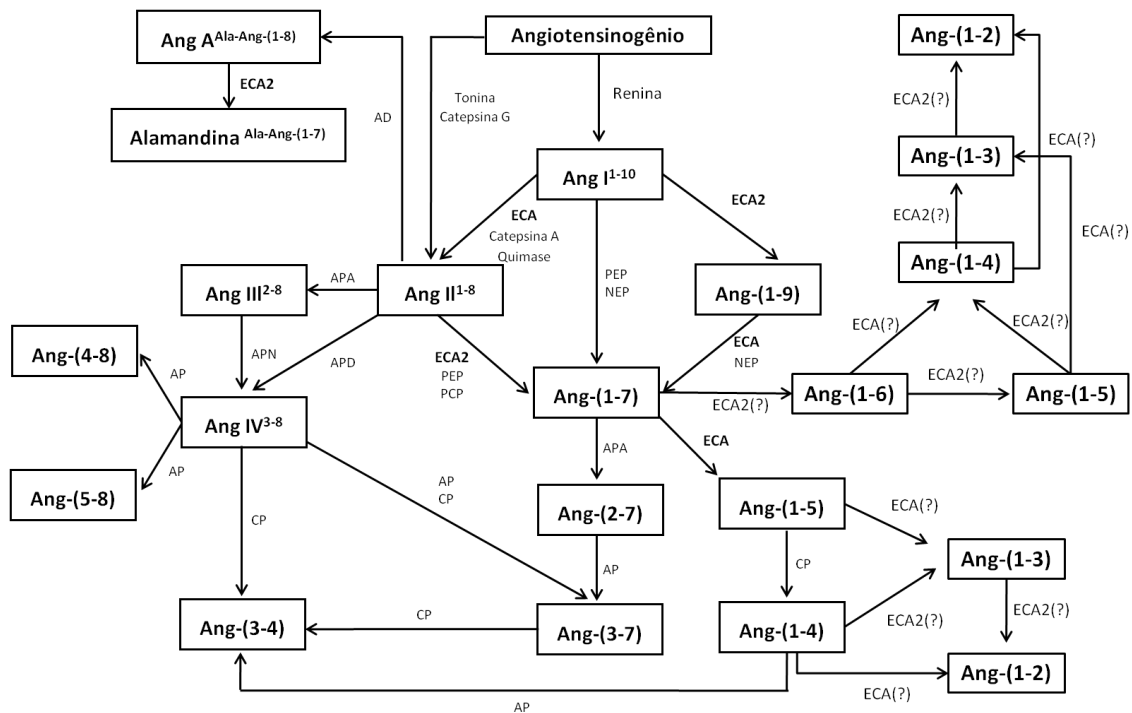 Ang A Ala-Ang-(1-8)
Angiotensinogênio
Ang-(1-2)
ECA2
Tonina
Catepsina G
Renina
AD
ECA2(?)
Alamandina Ala-Ang-(1-7)
ECA(?)
Ang-(1-3)
Ang I 1-10
ECA
Catepsina A
Quimase
ECA2
ECA2(?)
ECA(?)
Ang-(1-4)
Ang III 2-8
APA
Ang II 1-8
PEP
NEP
Ang-(1-9)
ECA(?)
ECA2(?)
Ang-(4-8)
AP
APN
APD
ECA2
PEP
PCP
ECA
NEP
Ang-(1-7)
ECA2(?)
Ang-(1-6)
ECA2(?)
Ang-(1-5)
Ang IV 3-8
APA
ECA
Ang-(5-8)
AP
AP
CP
Ang-(2-7)
Ang-(1-5)
ECA(?)
CP
AP
CP
Ang-(1-3)
Ang-(3-4)
CP
Ang-(3-7)
Ang-(1-4)
ECA2(?)
ECA2(?)
Ang-(1-2)
ECA(?)
AP